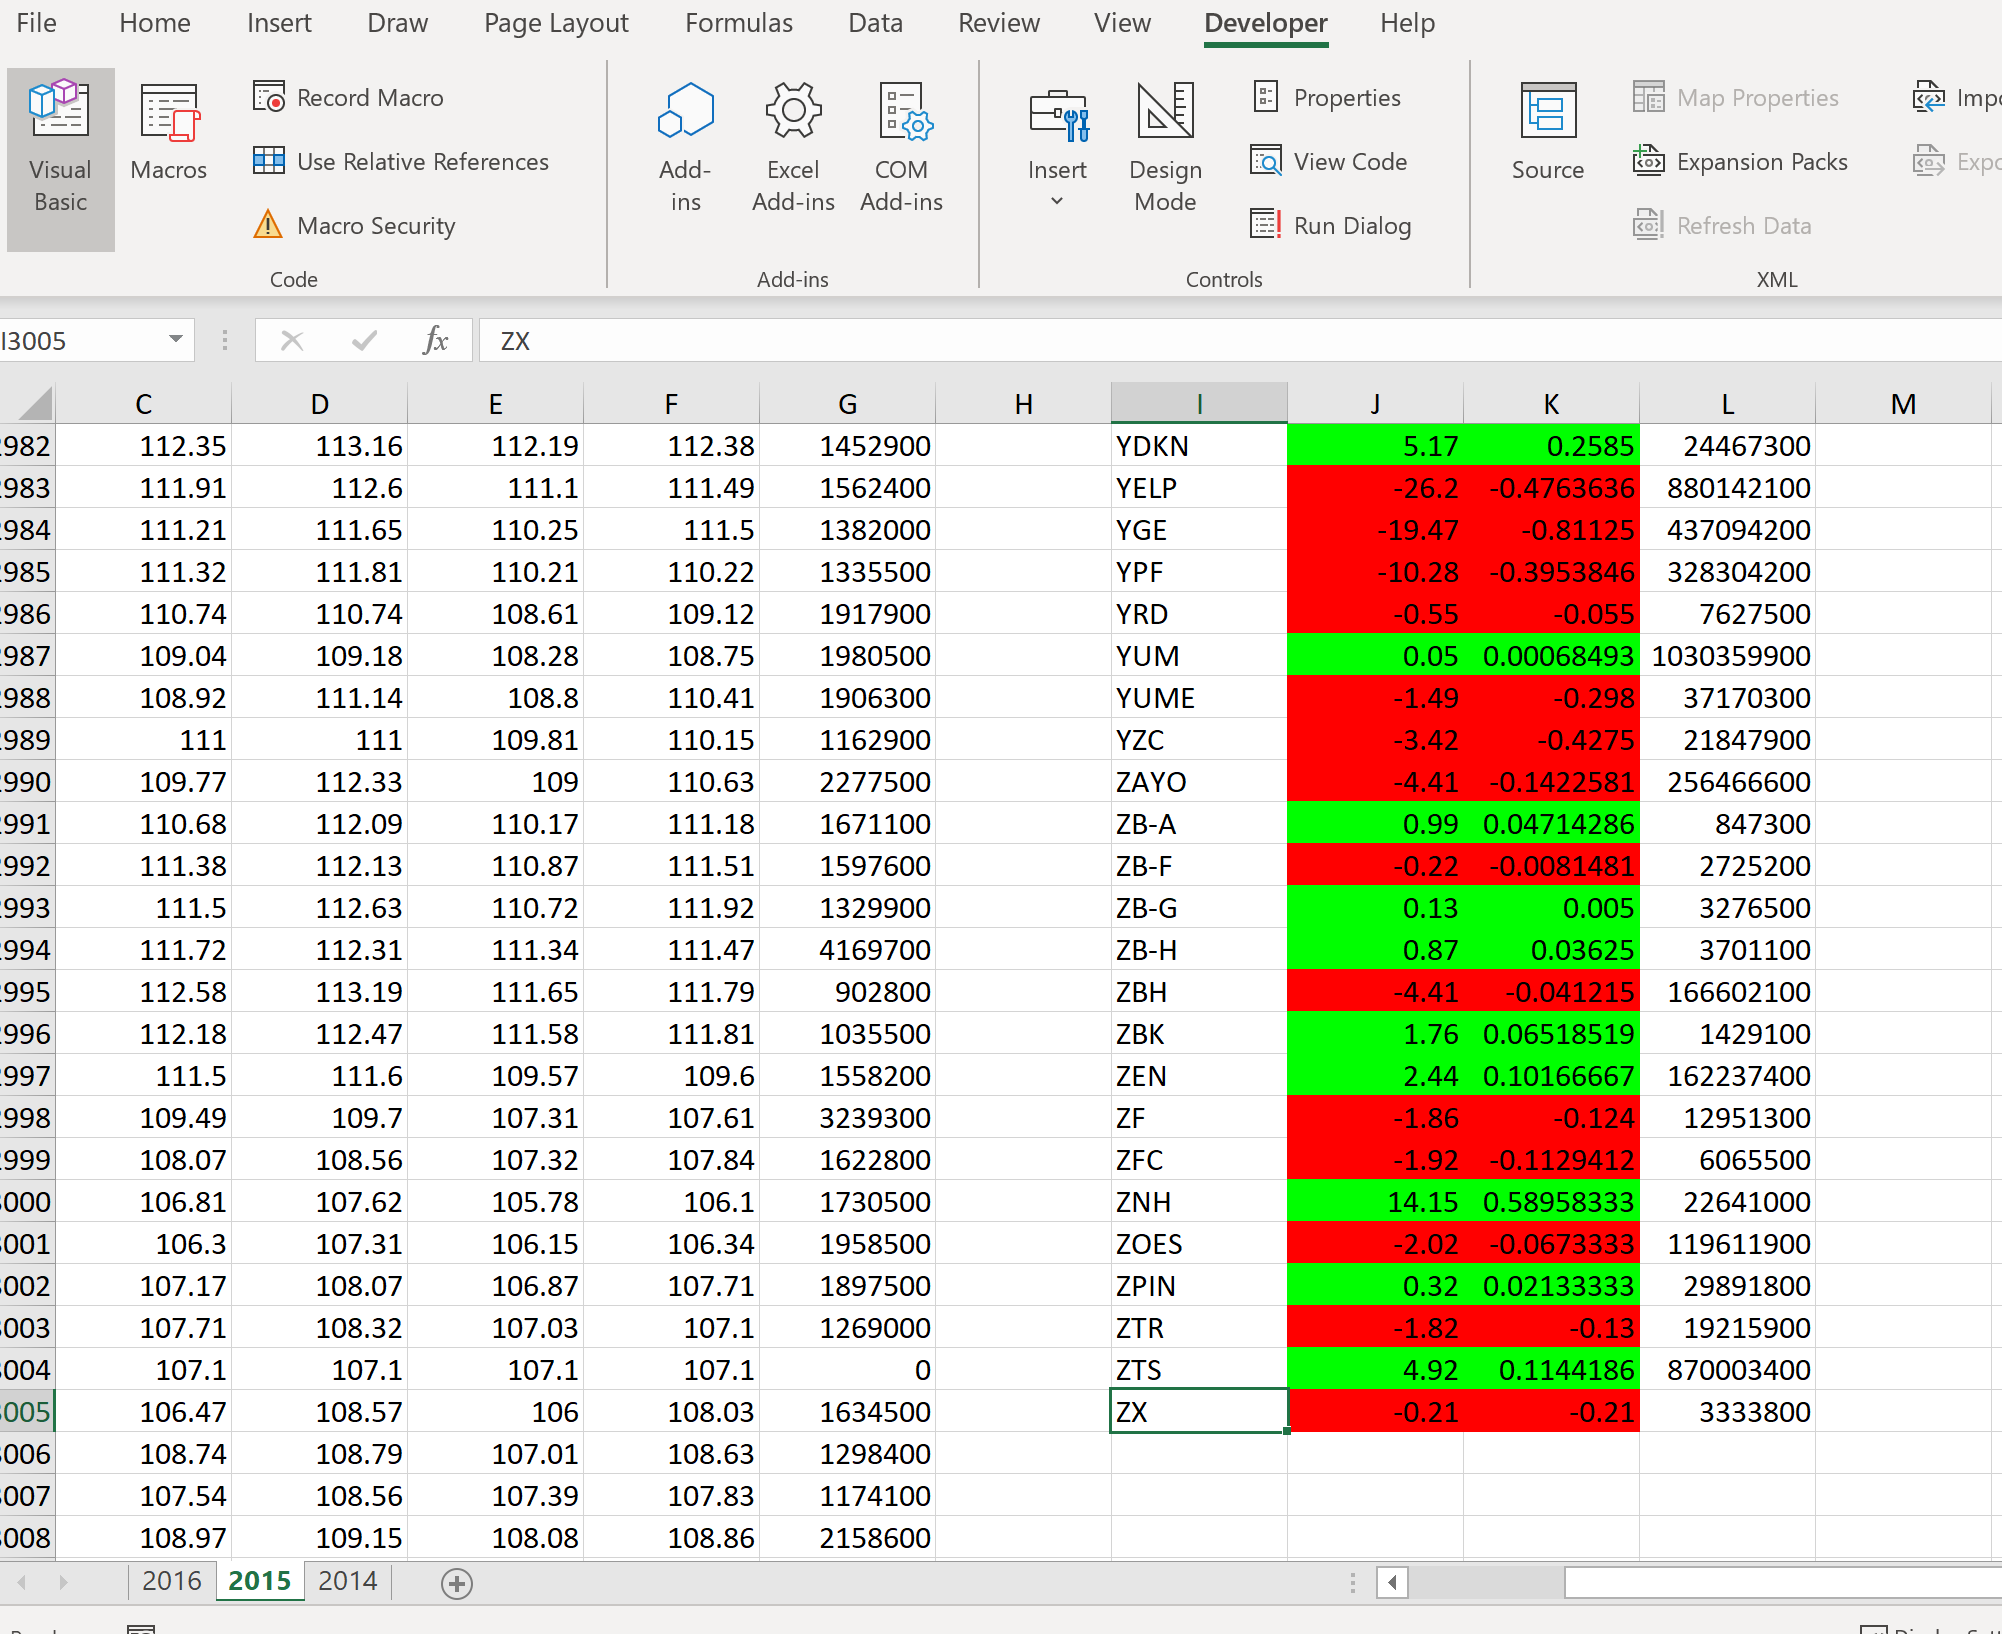 File Home Insert Draw Page Layout Formulas Data Review View Developer Help
Visual Basic Macros Record Macro Use Relative References Macro Security
Add-ins Excel Add-ins COM Add-ins
Insert Design Mode Properties View Code Run Dialog
Source Map Properties Expansion Packs Refresh Data
Code Add-ins Controls XML
I3005 fx ZX
C D E F G H I J K L M
982 112.35 113.16 112.19 112.38 1452900 YDKN 5.17 0.2585 24467300
983 111.91 112.6 111.1 111.49 1562400 YELP -26.2 -0.4763636 880142100
984 111.21 111.65 110.25 111.5 1382000 YGE -19.47 -0.81125 437094200
985 111.32 111.81 110.21 110.22 1335500 YPF -10.28 -0.3953846 328304200
986 110.74 110.74 108.61 109.12 1917900 YRD -0.55 -0.055 7627500
987 109.04 109.18 108.28 108.75 1980500 YUM 0.05 0.00068493 1030359900
988 108.92 111.14 108.8 110.41 1906300 YUME -1.49 -0.298 37170300
989 111 111 109.81 110.15 1162900 YZC -3.42 -0.4275 21847900
990 109.77 112.33 109 110.63 2277500 ZAYO -4.41 -0.1422581 256466600
991 110.68 112.09 110.17 111.18 1671100 ZB-A 0.99 0.04714286 847300
992 111.38 112.13 110.87 111.51 1597600 ZB-F -0.22 -0.0081481 2725200
993 111.5 112.63 110.72 111.92 1329900 ZB-G 0.13 0.005 3276500
994 111.72 112.31 111.34 111.47 4169700 ZB-H 0.87 0.03625 3701100
995 112.58 113.19 111.65 111.79 902800 ZBH -4.41 -0.041215 166602100
996 112.18 112.47 111.58 111.81 1035500 ZBK 1.76 0.06518519 1429100
997 111.5 111.6 109.57 109.6 1558200 ZEN 2.44 0.10166667 162237400
998 109.49 109.7 107.31 107.61 3239300 ZF -1.86 -0.124 12951300
999 108.07 108.56 107.32 107.84 1622800 ZFC -1.92 -0.1129412 6065500
000 106.81 107.62 105.78 106.1 1730500 ZNH 14.15 0.58958333 22641000
001 106.3 107.31 106.15 106.34 1958500 ZOES -2.02 -0.0673333 119611900
002 107.17 108.07 106.87 107.71 1897500 ZPIN 0.32 0.02133333 29891800
003 107.71 108.32 107.03 107.1 1269000 ZTR -1.82 -0.13 19215900
004 107.1 107.1 107.1 107.1 0 ZTS 4.92 0.1144186 870003400
005 106.47 108.57 106 108.03 1634500 ZX -0.21 -0.21 3333800
006 108.74 108.79 107.01 108.63 1298400
007 107.54 108.56 107.39 107.83 1174100
008 108.97 109.15 108.08 108.86 2158600
2016 2015 2014